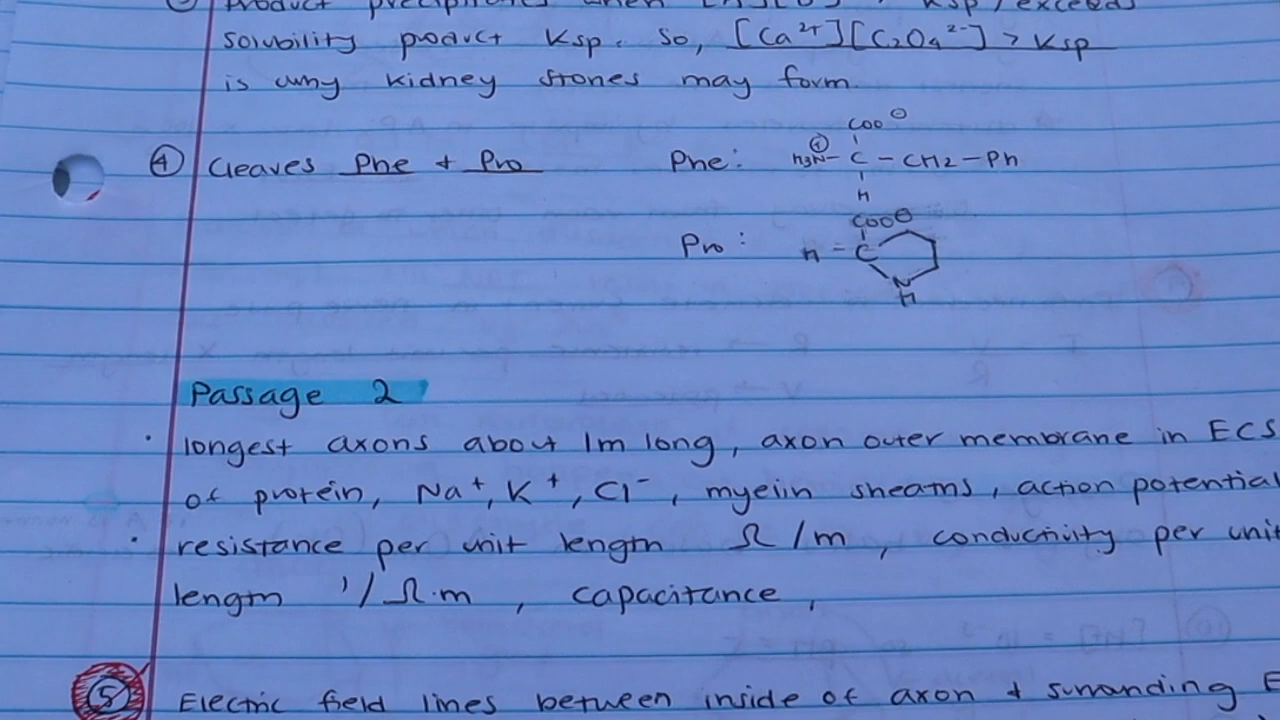 Product precipitates when
solubility product Ksp. So, [Ca²⁺][C₂O₄²⁻] > Ksp
is why kidney stones may form.
④ Cleaves Phe + Pro
Phe: H₃N⊕ - C - CH2 - Ph
COO⊖
H
Pro: H - C
COO⊖
N
H
Passage 2
· longest axons about 1m long, axon outer membrane in ECS
of protein, Na⁺, K⁺, Cl⁻, myelin sheaths, action potential
· resistance per unit length Ω/m, conductivity per unit
length 1/Ω·m, capacitance,
⑤ Electric field lines between inside of axon + surrounding E